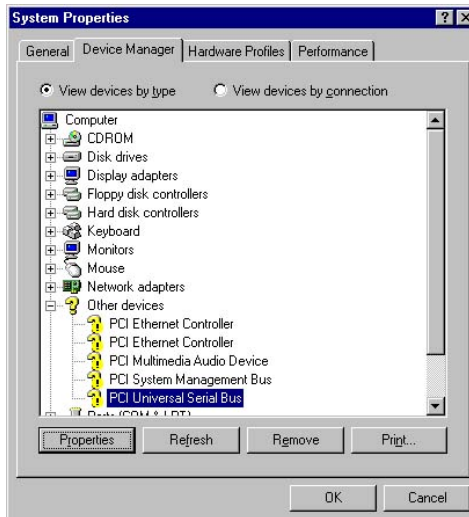 System Properties
General Device Manager Hardware Profiles Performance
View devices by type View devices by connection
Computer
CDROM
Disk drives
Display adapters
Floppy disk controllers
Hard disk controllers
Keyboard
Monitors
Mouse
Network adapters
Other devices
PCI Ethernet Controller
PCI Ethernet Controller
PCI Multimedia Audio Device
PCI System Management Bus
PCI Universal Serial Bus
Ports (COM & LPT)
Properties Refresh Remove Print...
OK Cancel